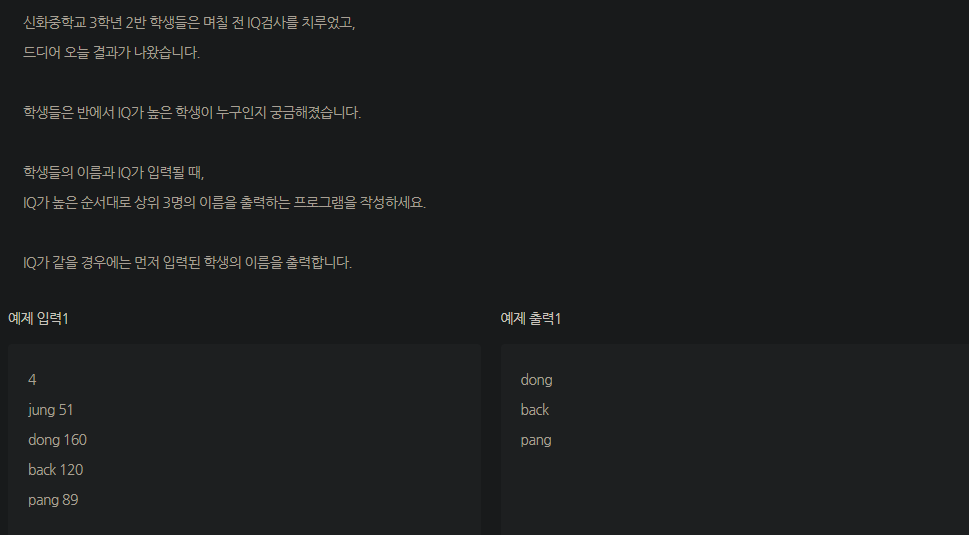 신화중학교 3학년 2반 학생들은 며칠 전 IQ검사를 치루었고,
드디어 오늘 결과가 나왔습니다.
학생들은 반에서 IQ가 높은 학생이 누구인지 궁금해졌습니다.
학생들의 이름과 IQ가 입력될 때,
IQ가 높은 순서대로 상위 3명의 이름을 출력하는 프로그램을 작성하세요.
IQ가 같을 경우에는 먼저 입력된 학생의 이름을 출력합니다.
예제 입력1
4
jung 51
dong 160
back 120
pang 89
예제 출력1
dong
back
pang